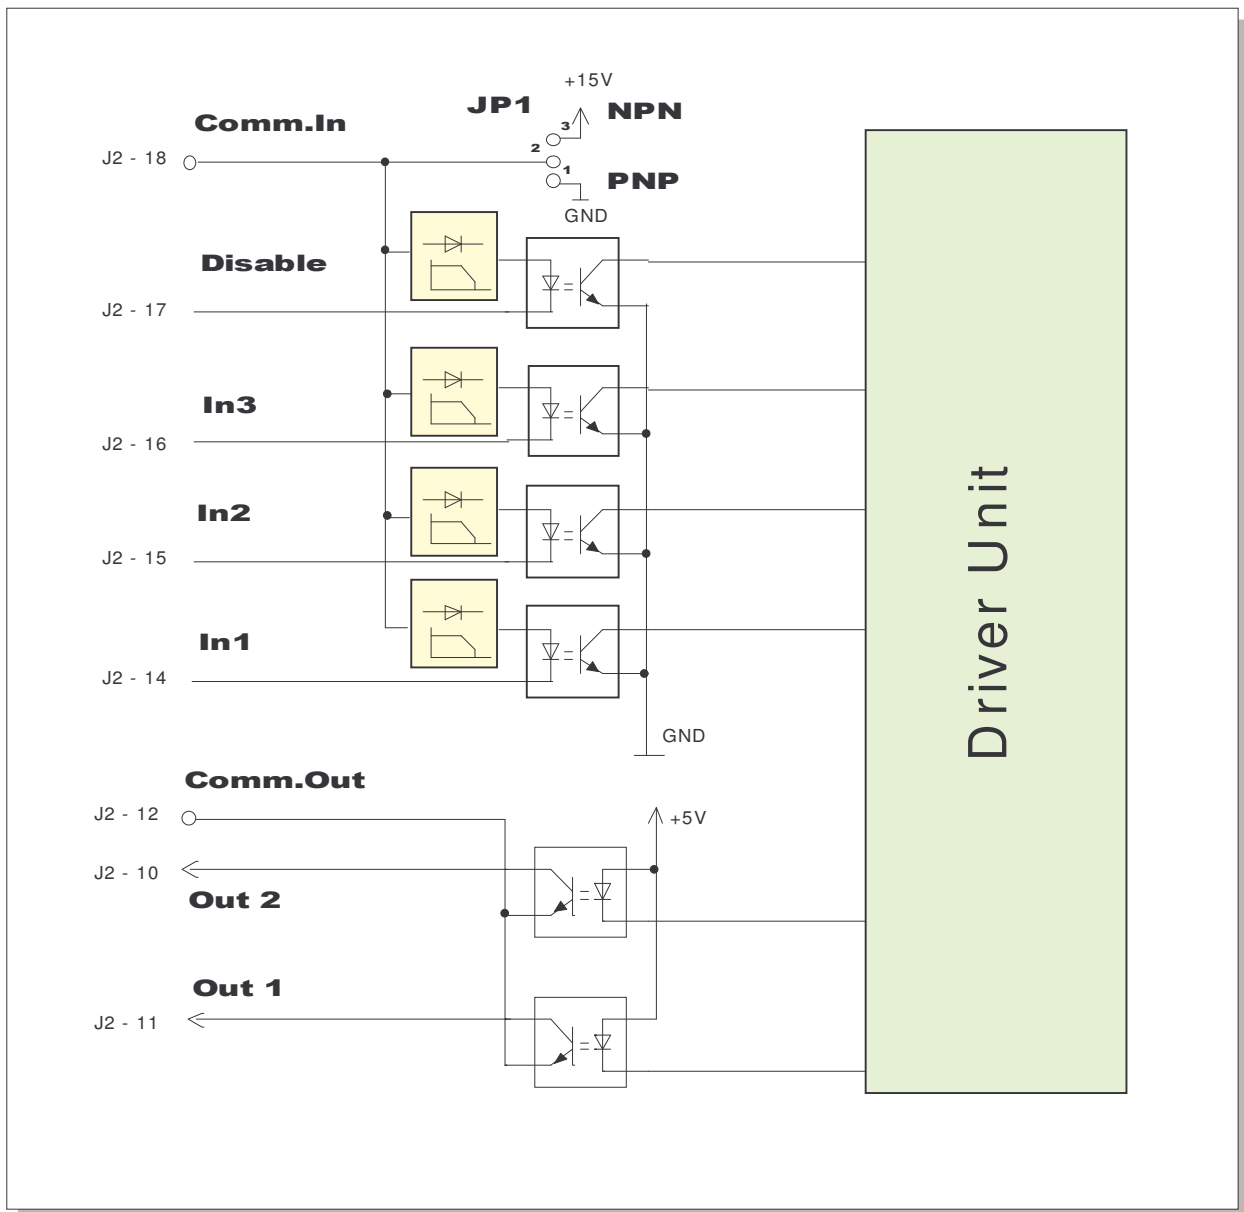 +15V
JP1
NPN
3
Comm.In
2
J2 - 18
1
PNP
GND
Disable
J2 - 17
In3
J2 - 16
In2
J2 - 15
In1
J2 - 14
GND
Driver Unit
Comm.Out
J2 - 12
+5V
J2 - 10
Out 2
Out 1
J2 - 11